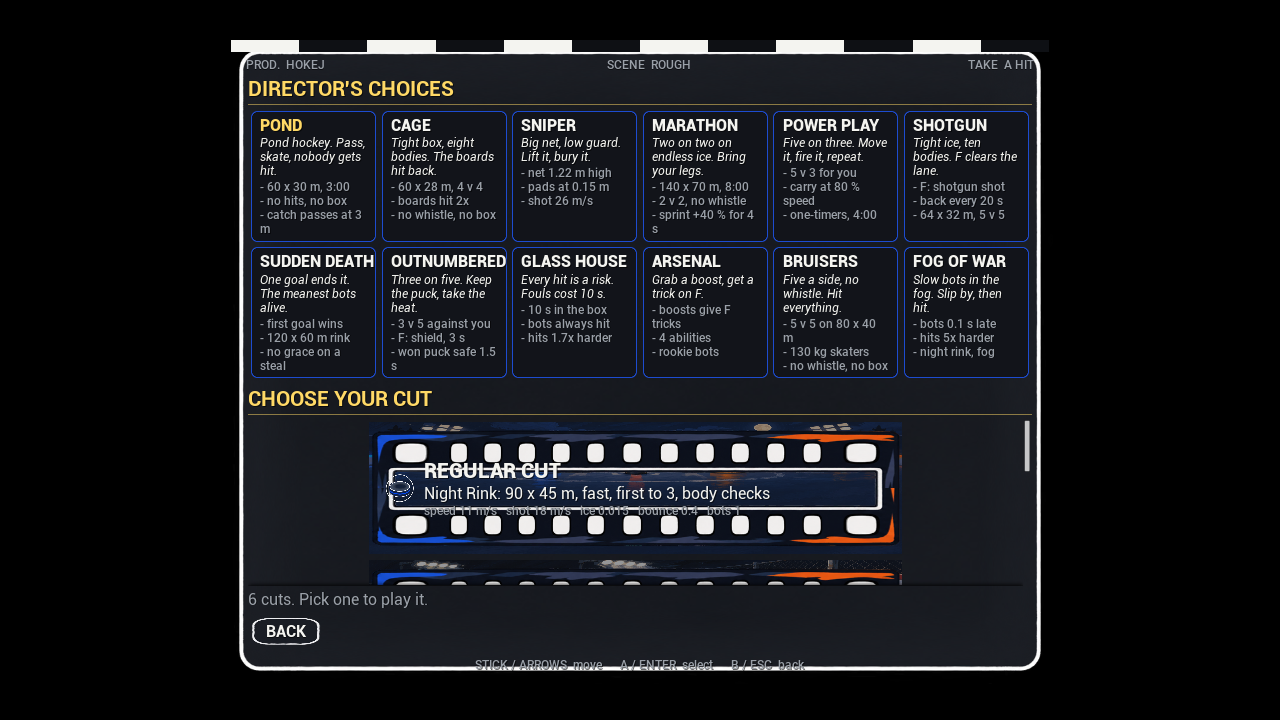 PROD. HOKEJ
SCENE ROUGH
TAKE A HIT
DIRECTOR'S CHOICES
POND
Pond hockey. Pass,
skate, nobody gets
hit.
- 60 x 30 m, 3:00
- no hits, no box
- catch passes at 3
m
CAGE
Tight box, eight
bodies. The boards
hit back.
- 60 x 28 m, 4 v 4
- boards hit 2x
- no whistle, no box
SNIPER
Big net, low guard.
Lift it, bury it.
- net 1.22 m high
- pads at 0.15 m
- shot 26 m/s
MARATHON
Two on two on
endless ice. Bring
your legs.
- 140 x 70 m, 8:00
- 2 v 2, no whistle
- sprint +40 % for 4
s
POWER PLAY
Five on three. Move
it, fire it, repeat.
- 5 v 3 for you
- carry at 80 %
speed
- one-timers, 4:00
SHOTGUN
Tight ice, ten
bodies. F clears the
lane.
- F: shotgun shot
- back every 20 s
- 64 x 32 m, 5 v 5
SUDDEN DEATH
One goal ends it.
The meanest bots
alive.
- first goal wins
- 120 x 60 m rink
- no grace on a
steal
OUTNUMBERED
Three on five. Keep
the puck, take the
heat.
- 3 v 5 against you
- F: shield, 3 s
- won puck safe 1.5
s
GLASS HOUSE
Every hit is a risk.
Fouls cost 10 s.
- 10 s in the box
- bots always hit
- hits 1.7x harder
ARSENAL
Grab a boost, get a
trick on F.
- boosts give F
tricks
- 4 abilities
- rookie bots
BRUISERS
Five a side, no
whistle. Hit
everything.
- 5 v 5 on 80 x 40
m
- 130 kg skaters
- no whistle, no box
FOG OF WAR
Slow bots in the
fog. Slip by, then
hit.
- bots 0.1 s late
- hits 5x harder
- night rink, fog
CHOOSE YOUR CUT
REGULAR CUT
Night Rink: 90 x 45 m, fast, first to 3, body checks
speed 11 m/s shot 18 m/s ice 0.015 bounce 0.4 bots 1
6 cuts. Pick one to play it.
BACK
STICK / ARROWS move A / ENTER select B / ESC back